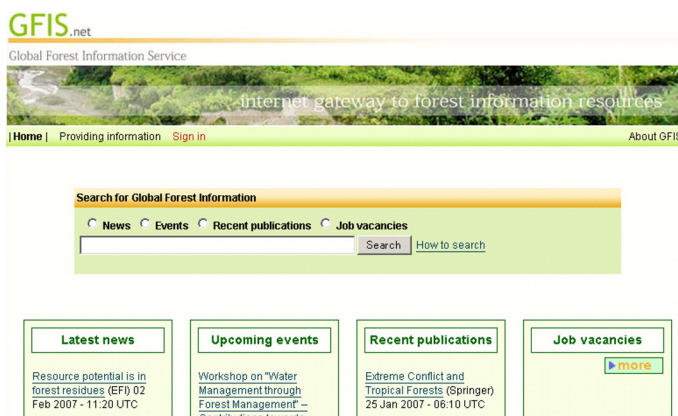 GFIS.net
Global Forest Information Service
Internet gateway to forest information resources
| Home | Providing information Sign in About GFIS
Search for Global Forest Information
News Events Recent publications Job vacancies
Search How to search
Latest news Upcoming events Recent publications Job vacancies
more
Resource potential is in
forest residues (EFI) 02
Feb 2007 - 11:20 UTC
Workshop on "Water
Management through
Forest Management" –
Extreme Conflict and
Tropical Forests (Springer)
25 Jan 2007 - 06:10 UTC